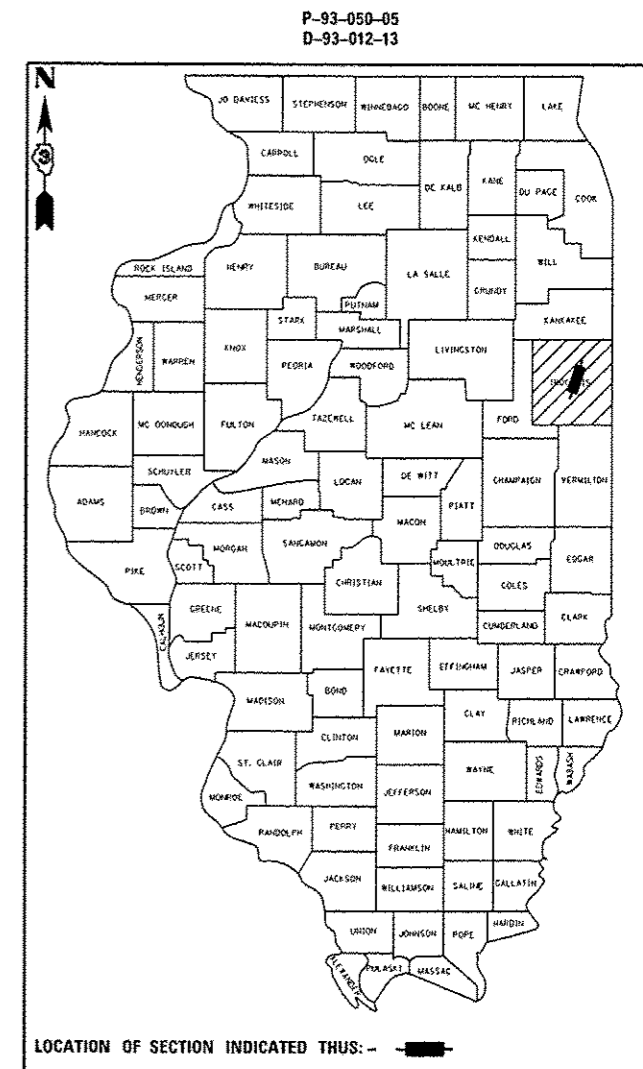 P-93-050-05
D-93-012-13
N
JO DAVIESS STEPHENSON WINNEBAGO BOONE MC HENRY LAKE
CARROLL OGLE DE KALB KANE DU PAGE COOK
WHITESIDE LEE
KENDALL
WILL
ROCK ISLAND HENRY BUREAU LA SALLE GRUNDY
MERCER PUTNAM KANKAKEE
STARK MARSHALL
HENDERSON WARREN KNOX PEORIA WOODFORD LIVINGSTON
HANCOCK MC DONOUGH FULTON TAZEWELL MC LEAN FORD
SCHUYLER MASON
ADAMS BROWN CASS MENARD LOGAN DE WITT PIATT CHAMPAIGN VERMILION
MACON
PIKE SCOTT MORGAN SANGAMON MOULTRIE DOUGLAS EDGAR
CHRISTIAN COLES
CALHOUN GREENE MACOUPIN MONTGOMERY SHELBY CUMBERLAND CLARK
JERSEY
FAYETTE EFFINGHAM JASPER CRAWFORD
MADISON BOND
CLAY RICHLAND LAWRENCE
CLINTON MARION
ST. CLAIR WAYNE EDWARDS WABASH
WASHINGTON JEFFERSON
MONROE
RANDOLPH PERRY HAMILTON WHITE
FRANKLIN
JACKSON WILLIAMSON SALINE GALLATIN
UNION JOHNSON POPE HARDIN
ALEXANDER PULASKI MASSAC
LOCATION OF SECTION INDICATED THUS: -